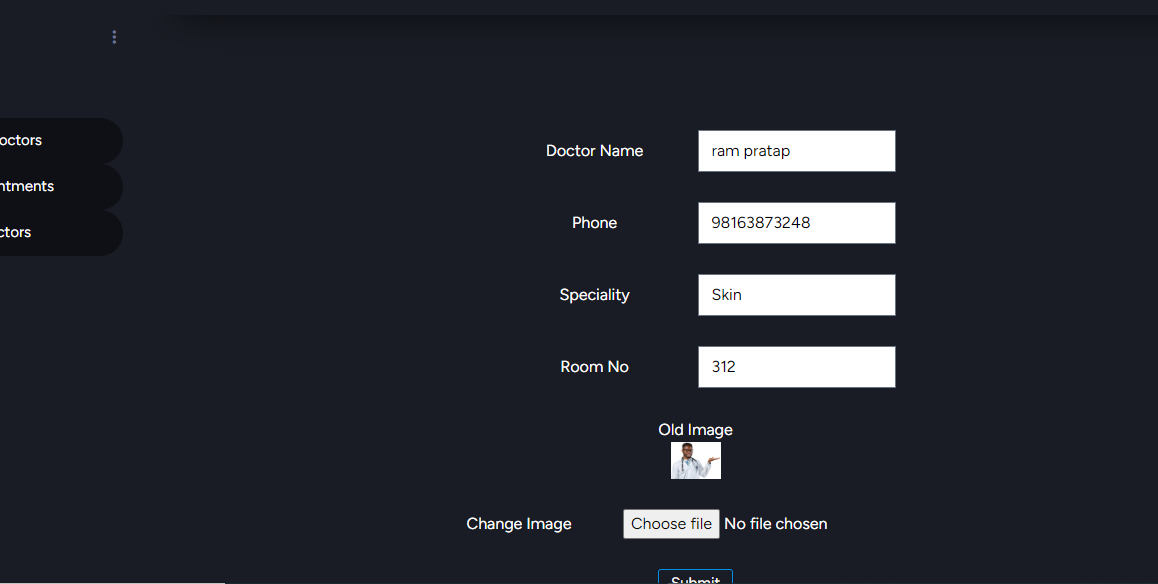 octors
ntments
ctors
Doctor Name ram pratap
Phone 98163873248
Speciality Skin
Room No 312
Old Image
Change Image Choose file No file chosen
Submit